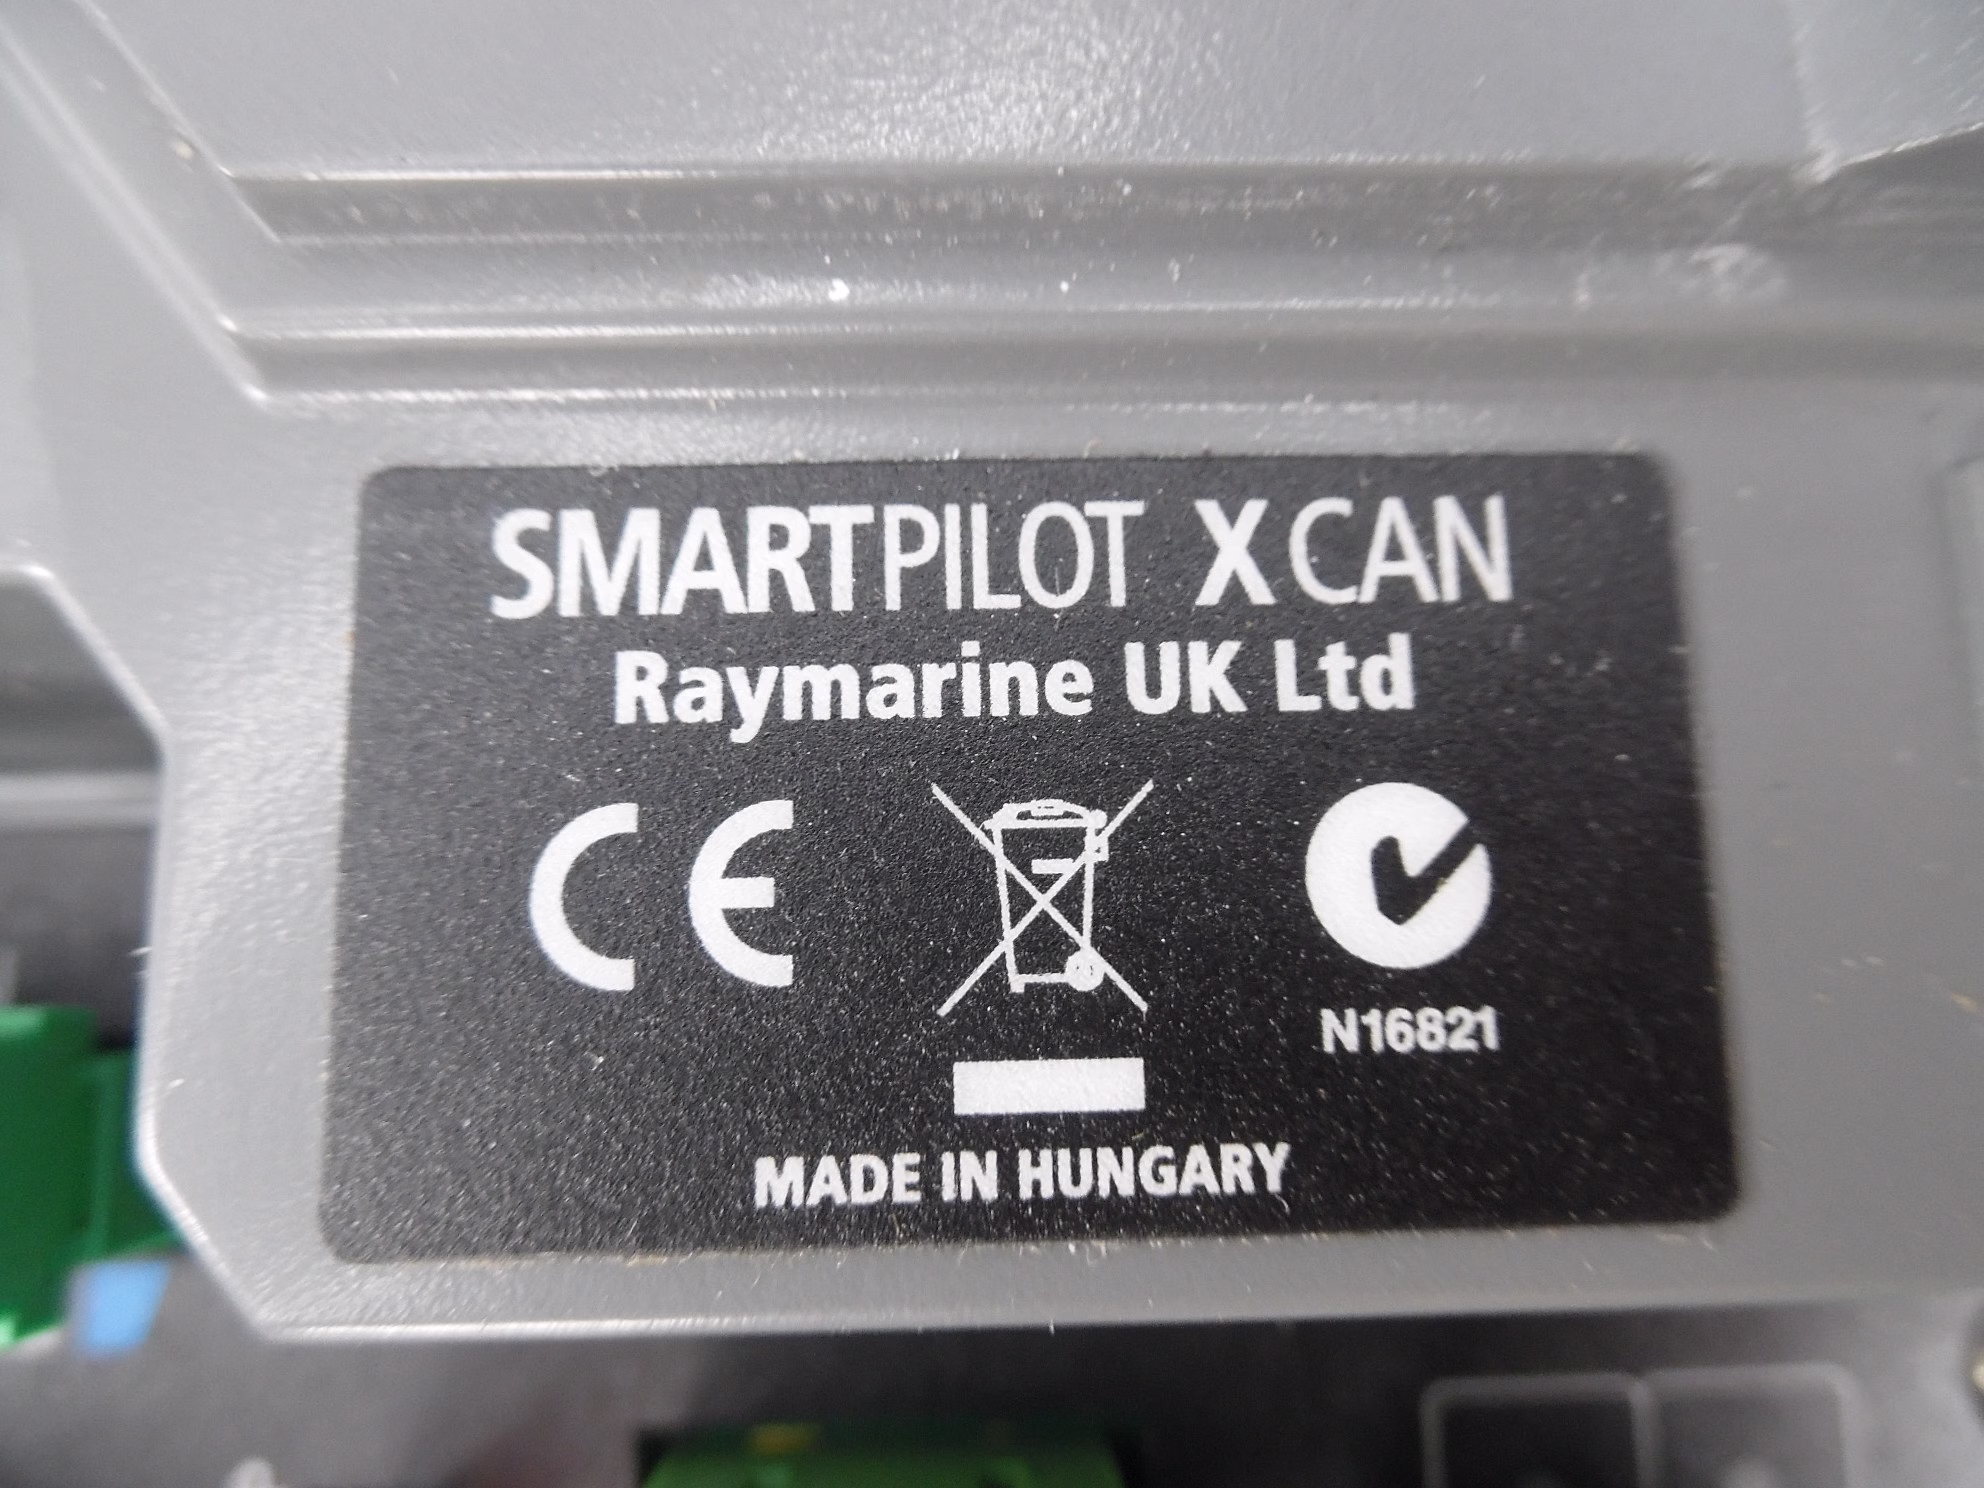 SMARTPILOT X CAN
Raymarine UK Ltd
CE
N16821
MADE IN HUNGARY